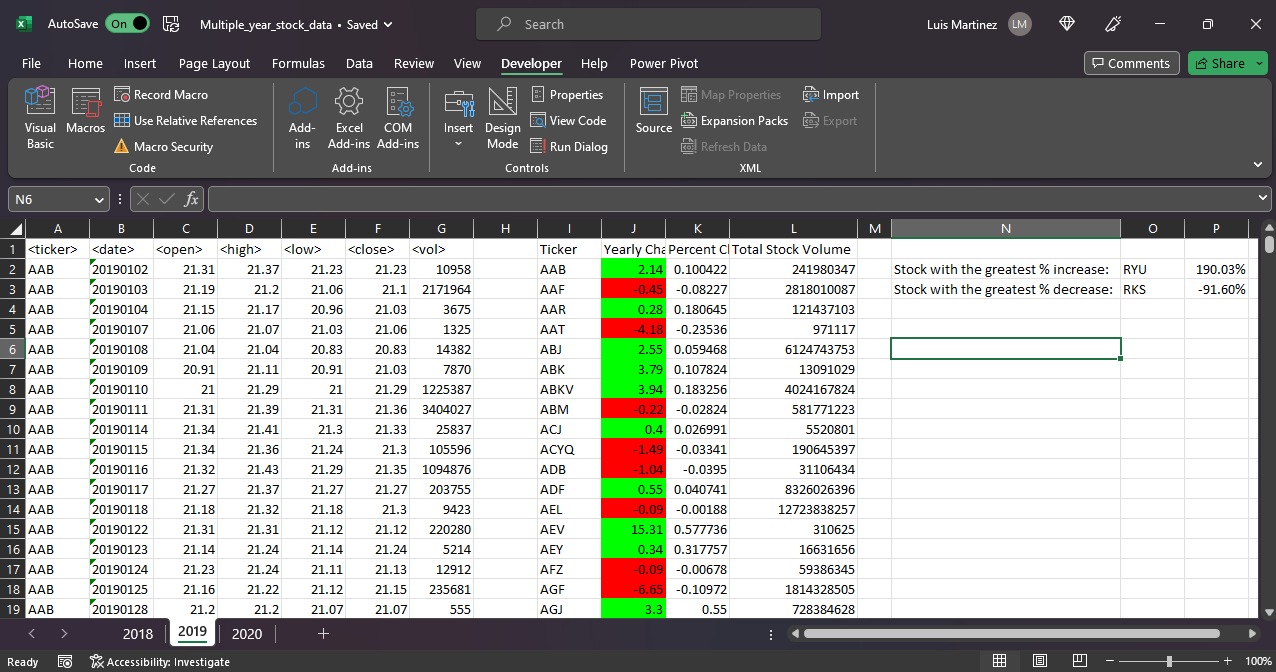 AutoSave On Multiple_year_stock_data • Saved Search Luis Martinez LM
File Home Insert Page Layout Formulas Data Review View Developer Help Power Pivot Comments Share
Visual Basic
Macros
Record Macro
Use Relative References
Macro Security
Code
Add-ins
Excel Add-ins
COM Add-ins
Add-ins
Insert
Design Mode
Properties
View Code
Run Dialog
Controls
Source
Map Properties
Expansion Packs
Refresh Data
Import
Export
XML
N6 fx
A B C D E F G H I J K L M N O P
1 <ticker> <date> <open> <high> <low> <close> <vol> Ticker Yearly Cha Percent Cl Total Stock Volume
2 AAB 20190102 21.31 21.37 21.23 21.23 10958 AAB 2.14 0.100422 241980347 Stock with the greatest % increase: RYU 190.03%
3 AAB 20190103 21.19 21.2 21.06 21.1 2171964 AAF -0.45 -0.08227 2818010087 Stock with the greatest % decrease: RKS -91.60%
4 AAB 20190104 21.15 21.17 20.96 21.03 3675 AAR 0.28 0.180645 121437103
5 AAB 20190107 21.06 21.07 21.03 21.06 1325 AAT -4.18 -0.23536 971117
6 AAB 20190108 21.04 21.04 20.83 20.83 14382 ABJ 2.55 0.059468 6124743753
7 AAB 20190109 20.91 21.11 20.91 21.03 7870 ABK 3.79 0.107824 13091029
8 AAB 20190110 21 21.29 21 21.29 1225387 ABKV 3.94 0.183256 4024167824
9 AAB 20190111 21.31 21.39 21.31 21.36 3404027 ABM -0.22 -0.02824 581771223
10 AAB 20190114 21.34 21.41 21.3 21.33 25837 ACJ 0.4 0.026991 5520801
11 AAB 20190115 21.34 21.36 21.24 21.3 105596 ACYQ -1.49 -0.03341 190645397
12 AAB 20190116 21.32 21.43 21.29 21.35 1094876 ADB -1.04 -0.0395 31106434
13 AAB 20190117 21.27 21.37 21.27 21.27 203755 ADF 0.55 0.040741 8326026396
14 AAB 20190118 21.18 21.32 21.18 21.3 9423 AEL -0.09 -0.00188 12723838257
15 AAB 20190122 21.31 21.31 21.12 21.12 220280 AEV 15.31 0.577736 310625
16 AAB 20190123 21.14 21.24 21.14 21.24 5214 AEY 0.34 0.317757 16631656
17 AAB 20190124 21.23 21.24 21.11 21.13 12912 AFZ -0.09 -0.00678 59386345
18 AAB 20190125 21.16 21.22 21.12 21.15 235681 AGF -6.65 -0.10972 1814328505
19 AAB 20190128 21.2 21.2 21.07 21.07 555 AGJ 3.3 0.55 728384628
2018 2019 2020
Ready Accessibility: Investigate 100%